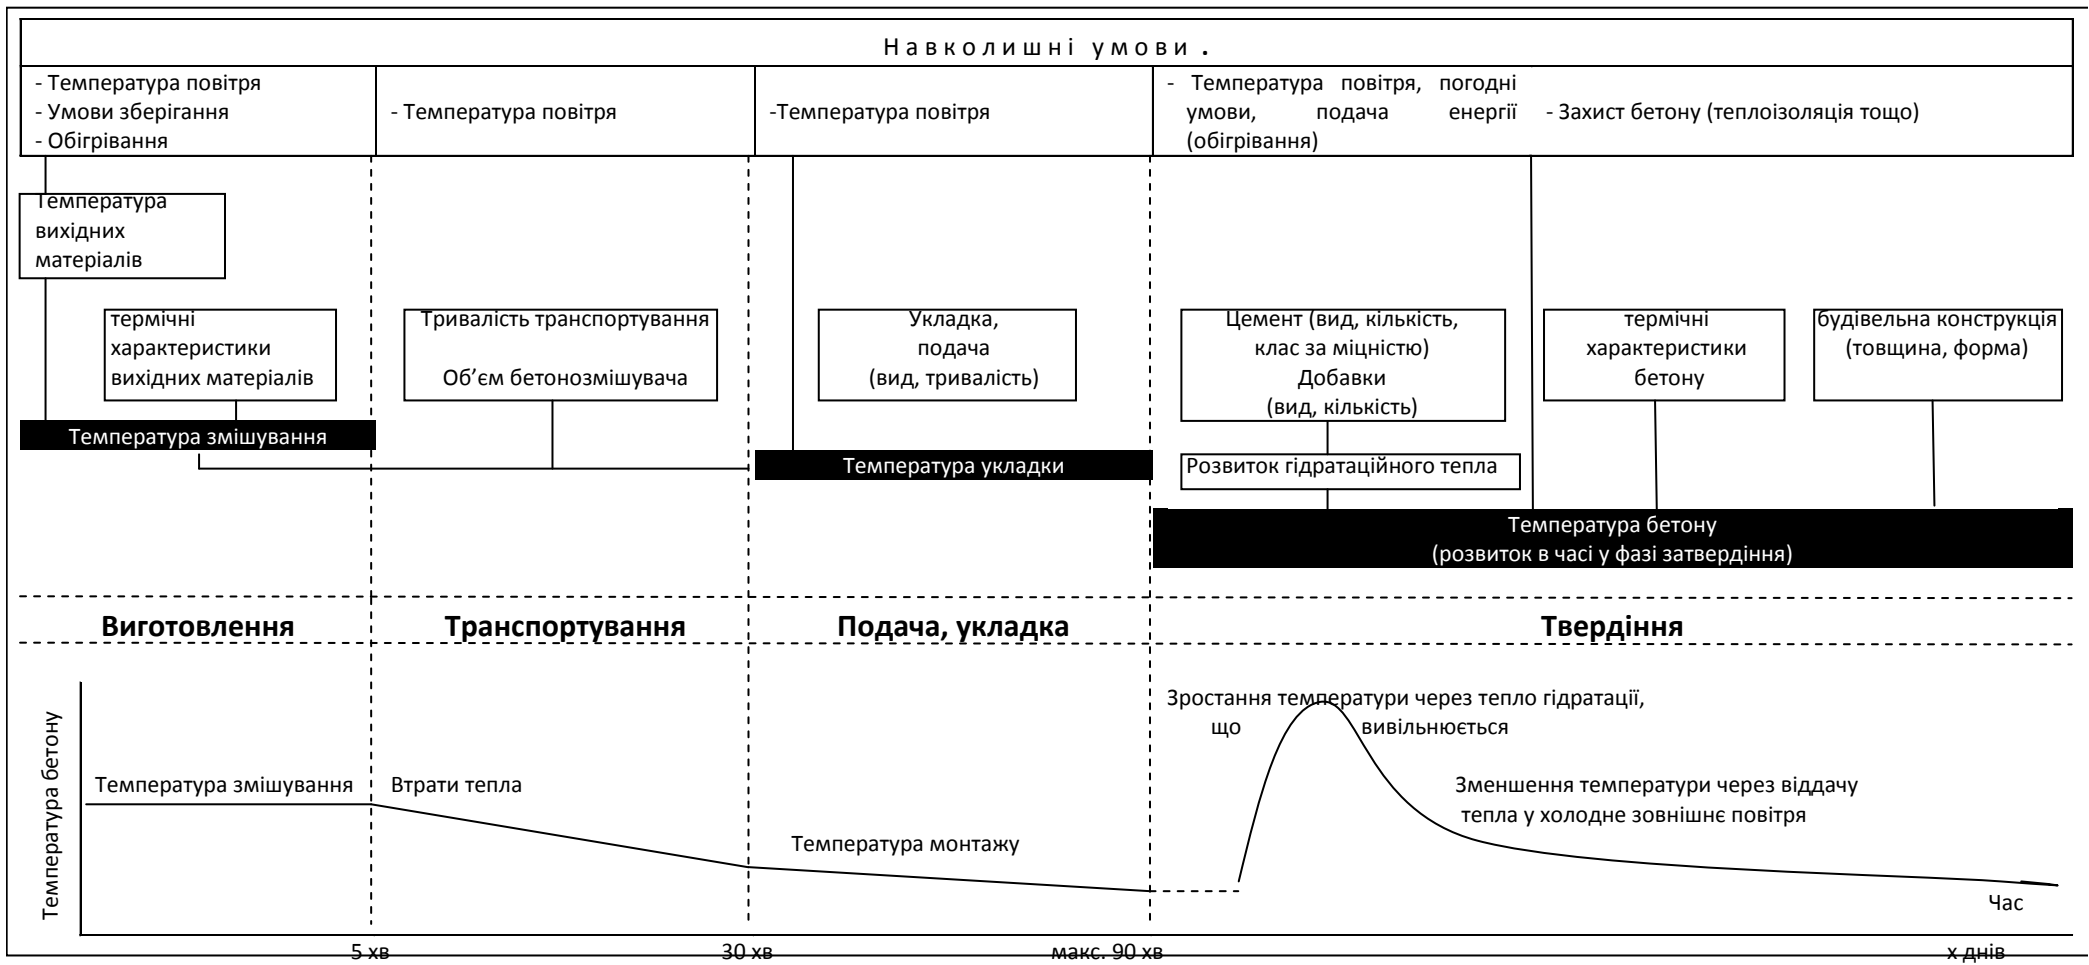 Навколишні умови .
- Температура повітря
- Умови зберігання
- Обігрівання
- Температура повітря
-Температура повітря
- Температура повітря, погодні
умови, подача енергії
(обігрівання)
- Захист бетону (теплоізоляція тощо)
Температура
вихідних
матеріалів
термічні
характеристики
вихідних матеріалів
Тривалість транспортування
Об’єм бетонозмішувача
Укладка,
подача
(вид, тривалість)
Цемент (вид, кількість,
клас за міцністю)
Добавки
(вид, кількість)
термічні
характеристики
бетону
будівельна конструкція
(товщина, форма)
Температура змішування
Температура укладки
Розвиток гідратаційного тепла
Температура бетону
(розвиток в часі у фазі затвердіння)
Виготовлення
Транспортування
Подача, укладка
Твердіння
Температура бетону
Температура змішування
Втрати тепла
Температура монтажу
Зростання температури через тепло гідратації,
що вивільнюється
Зменшення температури через віддачу
тепла у холодне зовнішнє повітря
Час
5 хв
30 хв
макс. 90 хв
х днів